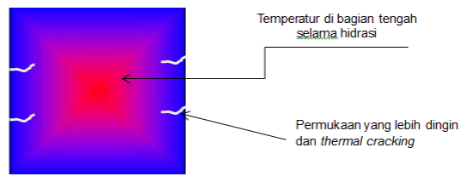 Temperatur di bagian tengah
selama hidrasi
Permukaan yang lebih dingin
dan thermal cracking